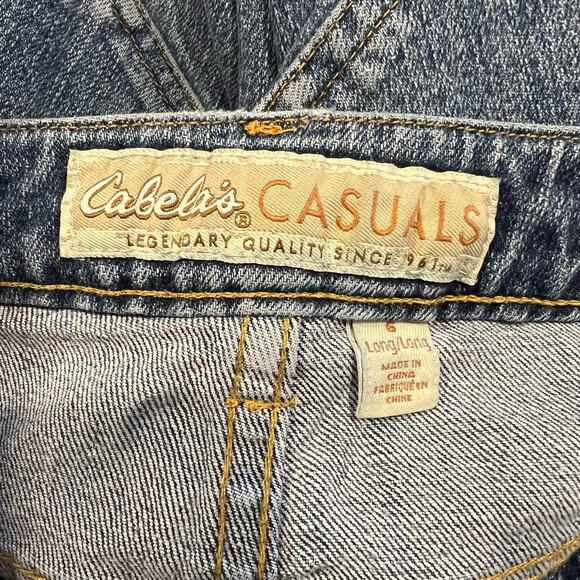 Cabela's® CASUALS
LEGENDARY QUALITY SINCE 1961™
6
Long/Long
MADE IN
CHINA
FABRIQUÉ EN
CHINE